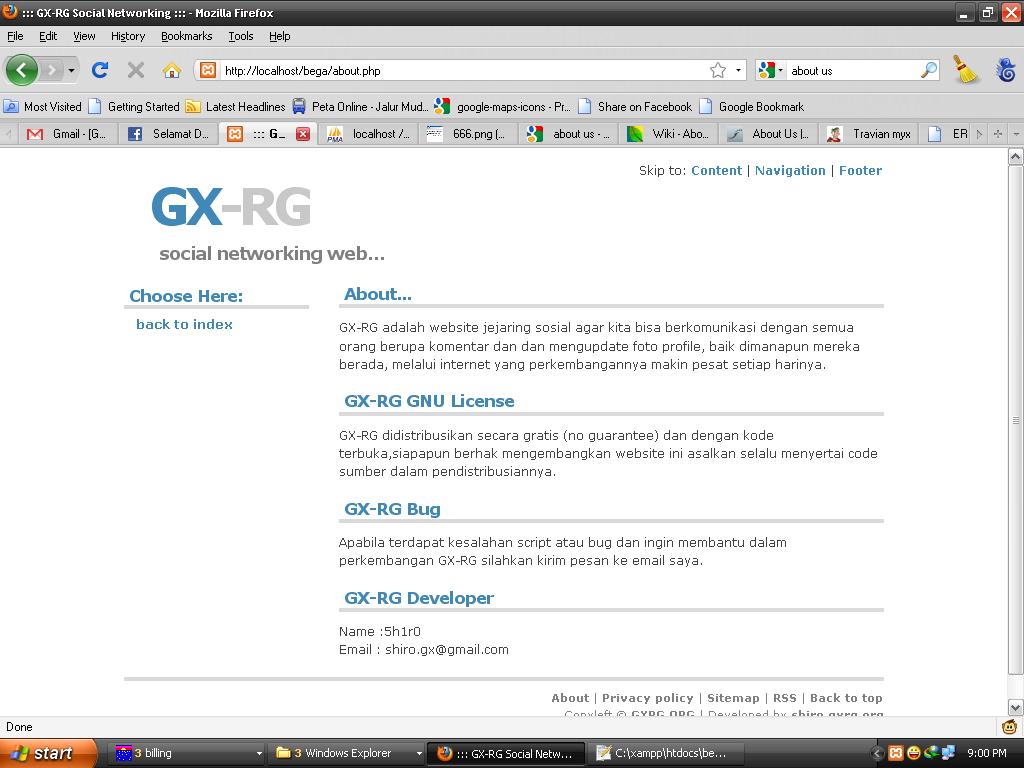 ::: GX-RG Social Networking ::: - Mozilla Firefox
File Edit View History Bookmarks Tools Help
http://localhost/bega/about.php about us
Most Visited Getting Started Latest Headlines Peta Online - Jalur Mud... google-maps-icons - Pr... Share on Facebook Google Bookmark
Gmail - [G... Selamat D... ::: G... localhost /... 666.png (... about us - ... Wiki - Abo... About Us |... Travian myx ER
Skip to: Content | Navigation | Footer
GX-RG
social networking web...
Choose Here:
back to index
About...
GX-RG adalah website jejaring sosial agar kita bisa berkomunikasi dengan semua
orang berupa komentar dan dan mengupdate foto profile, baik dimanapun mereka
berada, melalui internet yang perkembangannya makin pesat setiap harinya.
GX-RG GNU License
GX-RG didistribusikan secara gratis (no guarantee) dan dengan kode
terbuka,siapapun berhak mengembangkan website ini asalkan selalu menyertai code
sumber dalam pendistribusiannya.
GX-RG Bug
Apabila terdapat kesalahan script atau bug dan ingin membantu dalam
perkembangan GX-RG silahkan kirim pesan ke email saya.
GX-RG Developer
Name :5h1r0
Email : shiro.gx@gmail.com
About | Privacy policy | Sitemap | RSS | Back to top
Copyleft © GXRG.ORG | Developed by shiro.gxrg.org
Done
start 3 billing 3 Windows Explorer ::: GX-RG Social Netw... C:\xampp\htdocs\be... 9:00 PM